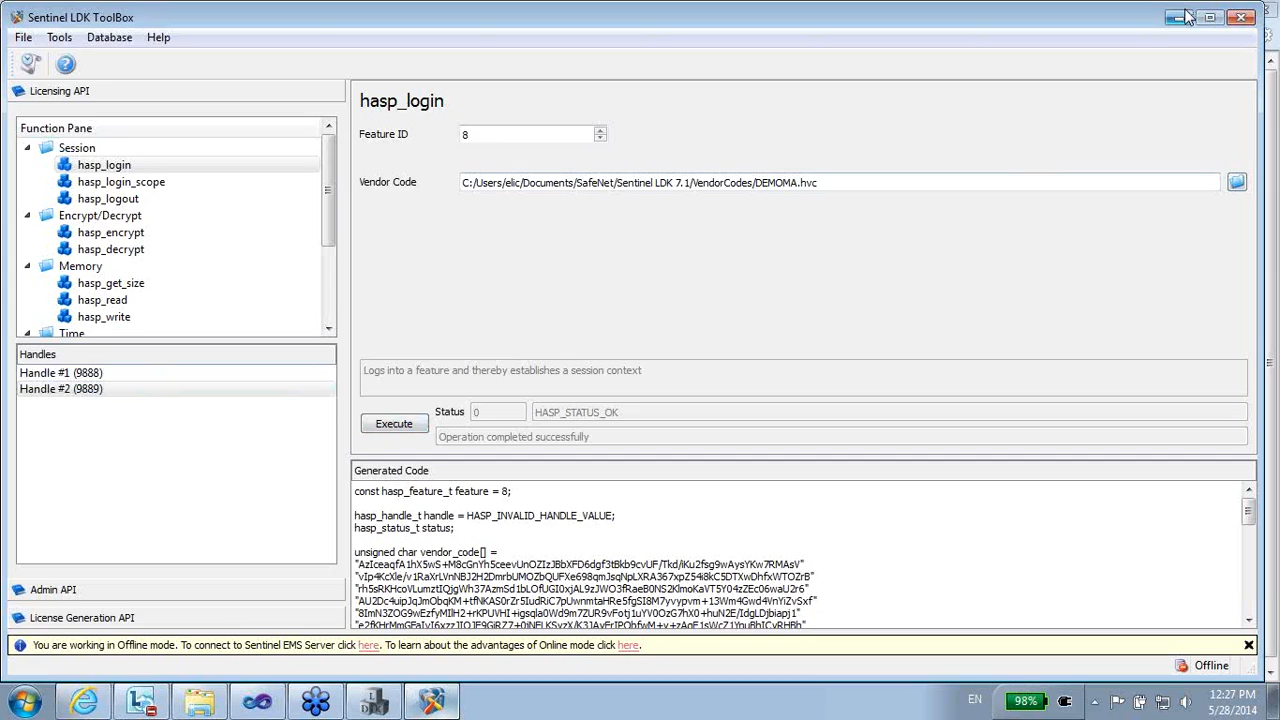 Sentinel LDK ToolBox
File Tools Database Help
Licensing API
Function Pane
Session
hasp_login
hasp_login_scope
hasp_logout
Encrypt/Decrypt
hasp_encrypt
hasp_decrypt
Memory
hasp_get_size
hasp_read
hasp_write
Time
Handles
Handle #1 (9888)
Handle #2 (9889)
Admin API
License Generation API
hasp_login
Feature ID 8
Vendor Code C:/Users/elic/Documents/SafeNet/Sentinel LDK 7.1/VendorCodes/DEMOMA.hvc
Logs into a feature and thereby establishes a session context
Execute Status 0 HASP_STATUS_OK
Operation completed successfully
Generated Code
const hasp_feature_t feature = 8;
hasp_handle_t handle = HASP_INVALID_HANDLE_VALUE;
hasp_status_t status;
unsigned char vendor_code[] =
You are working in Offline mode. To connect to Sentinel EMS Server click here. To learn about the advantages of Online mode click here.
Offline
EN 98% 12:27 PM
5/28/2014